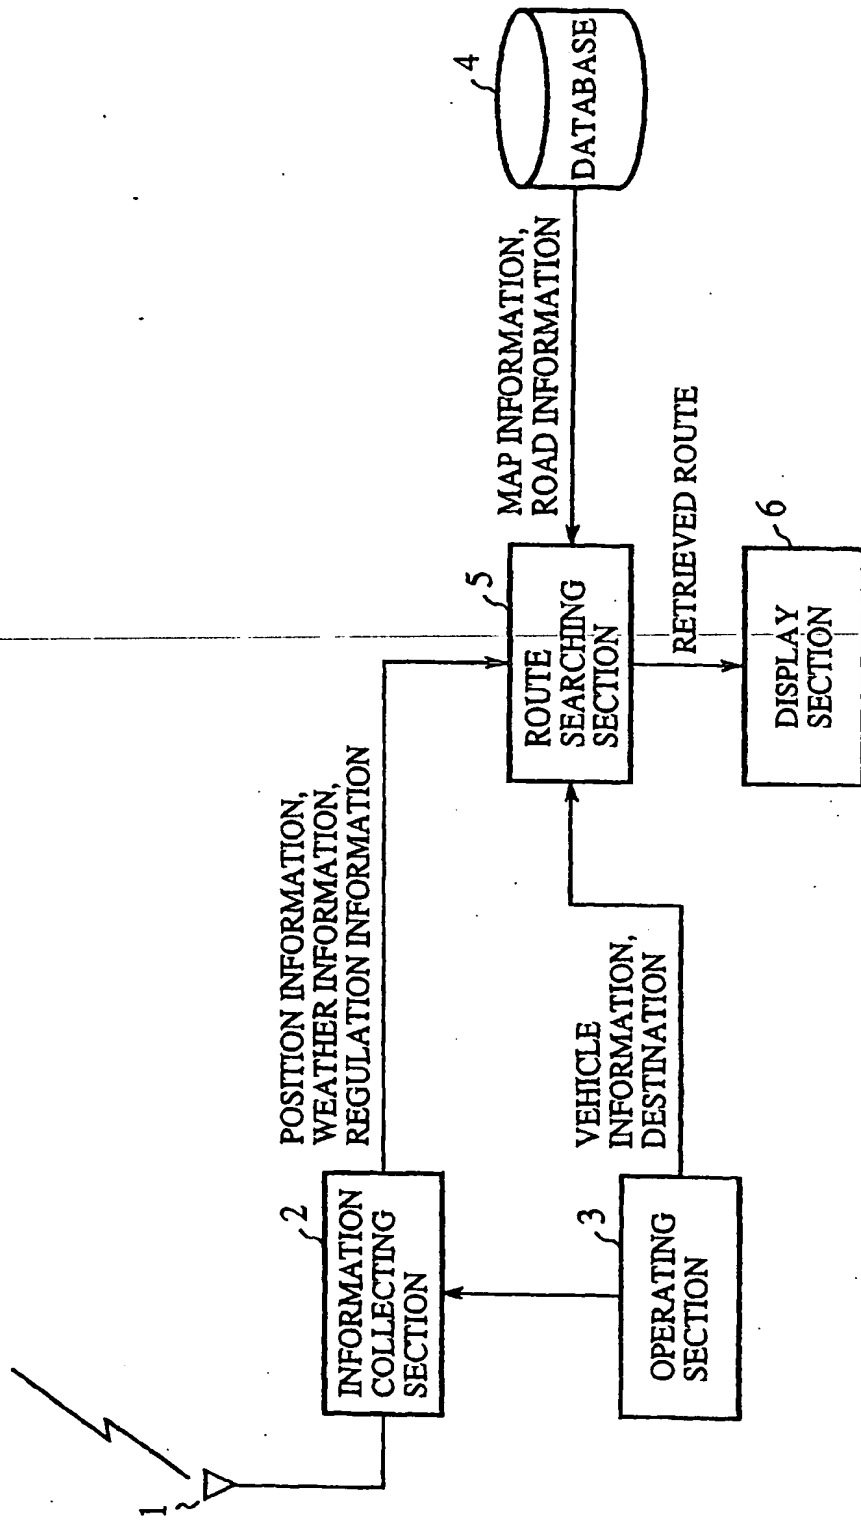 1
2
INFORMATION
COLLECTING
SECTION
POSITION INFORMATION,
WEATHER INFORMATION,
REGULATION INFORMATION
3
OPERATING
SECTION
VEHICLE
INFORMATION,
DESTINATION
5
ROUTE
SEARCHING
SECTION
MAP INFORMATION,
ROAD INFORMATION
4
DATABASE
RETRIEVED ROUTE
6
DISPLAY
SECTION